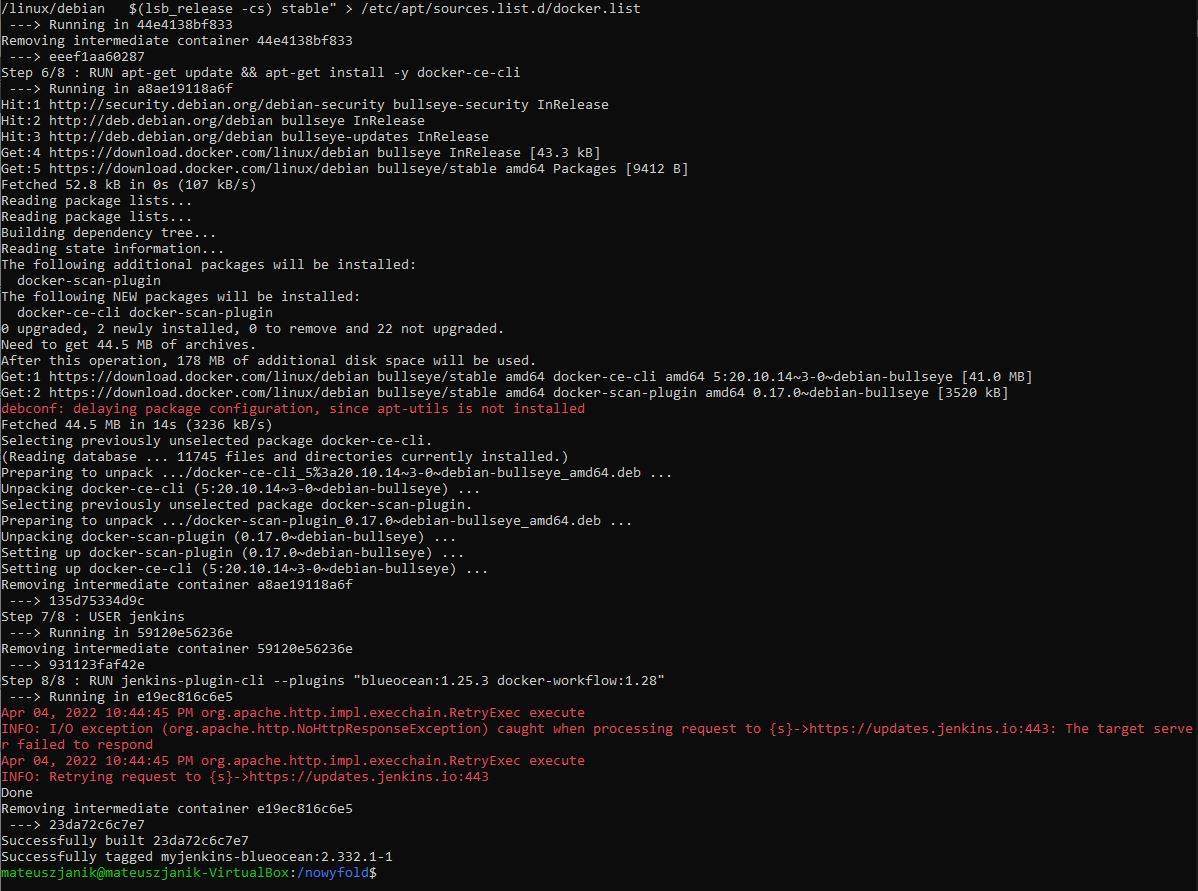 /linux/debian   $(lsb_release -cs) stable" > /etc/apt/sources.list.d/docker.list
 ---> Running in 44e4138bf833
Removing intermediate container 44e4138bf833
 ---> eeef1aa60287
Step 6/8 : RUN apt-get update && apt-get install -y docker-ce-cli
 ---> Running in a8ae19118a6f
Hit:1 http://security.debian.org/debian-security bullseye-security InRelease
Hit:2 http://deb.debian.org/debian bullseye InRelease
Hit:3 http://deb.debian.org/debian bullseye-updates InRelease
Get:4 https://download.docker.com/linux/debian bullseye InRelease [43.3 kB]
Get:5 https://download.docker.com/linux/debian bullseye/stable amd64 Packages [9412 B]
Fetched 52.8 kB in 0s (107 kB/s)
Reading package lists...
Reading package lists...
Building dependency tree...
Reading state information...
The following additional packages will be installed:
  docker-scan-plugin
The following NEW packages will be installed:
  docker-ce-cli docker-scan-plugin
0 upgraded, 2 newly installed, 0 to remove and 22 not upgraded.
Need to get 44.5 MB of archives.
After this operation, 178 MB of additional disk space will be used.
Get:1 https://download.docker.com/linux/debian bullseye/stable amd64 docker-ce-cli amd64 5:20.10.14~3-0~debian-bullseye [41.0 MB]
Get:2 https://download.docker.com/linux/debian bullseye/stable amd64 docker-scan-plugin amd64 0.17.0~debian-bullseye [3520 kB]
debconf: delaying package configuration, since apt-utils is not installed
Fetched 44.5 MB in 14s (3236 kB/s)
Selecting previously unselected package docker-ce-cli.
(Reading database ... 11745 files and directories currently installed.)
Preparing to unpack .../docker-ce-cli_5%3a20.10.14~3-0~debian-bullseye_amd64.deb ...
Unpacking docker-ce-cli (5:20.10.14~3-0~debian-bullseye) ...
Selecting previously unselected package docker-scan-plugin.
Preparing to unpack .../docker-scan-plugin_0.17.0~debian-bullseye_amd64.deb ...
Unpacking docker-scan-plugin (0.17.0~debian-bullseye) ...
Setting up docker-scan-plugin (0.17.0~debian-bullseye) ...
Setting up docker-ce-cli (5:20.10.14~3-0~debian-bullseye) ...
Removing intermediate container a8ae19118a6f
 ---> 135d75334d9c
Step 7/8 : USER jenkins
 ---> Running in 59120e56236e
Removing intermediate container 59120e56236e
 ---> 931123faf42e
Step 8/8 : RUN jenkins-plugin-cli --plugins "blueocean:1.25.3 docker-workflow:1.28"
 ---> Running in e19ec816c6e5
Apr 04, 2022 10:44:45 PM org.apache.http.impl.execchain.RetryExec execute
INFO: I/O exception (org.apache.http.NoHttpResponseException) caught when processing request to {s}->https://updates.jenkins.io:443: The target serve
r failed to respond
Apr 04, 2022 10:44:45 PM org.apache.http.impl.execchain.RetryExec execute
INFO: Retrying request to {s}->https://updates.jenkins.io:443
Done
Removing intermediate container e19ec816c6e5
 ---> 23da72c6c7e7
Successfully built 23da72c6c7e7
Successfully tagged myjenkins-blueocean:2.332.1-1
mateuszjanik@mateuszjanik-VirtualBox:/nowyfold$